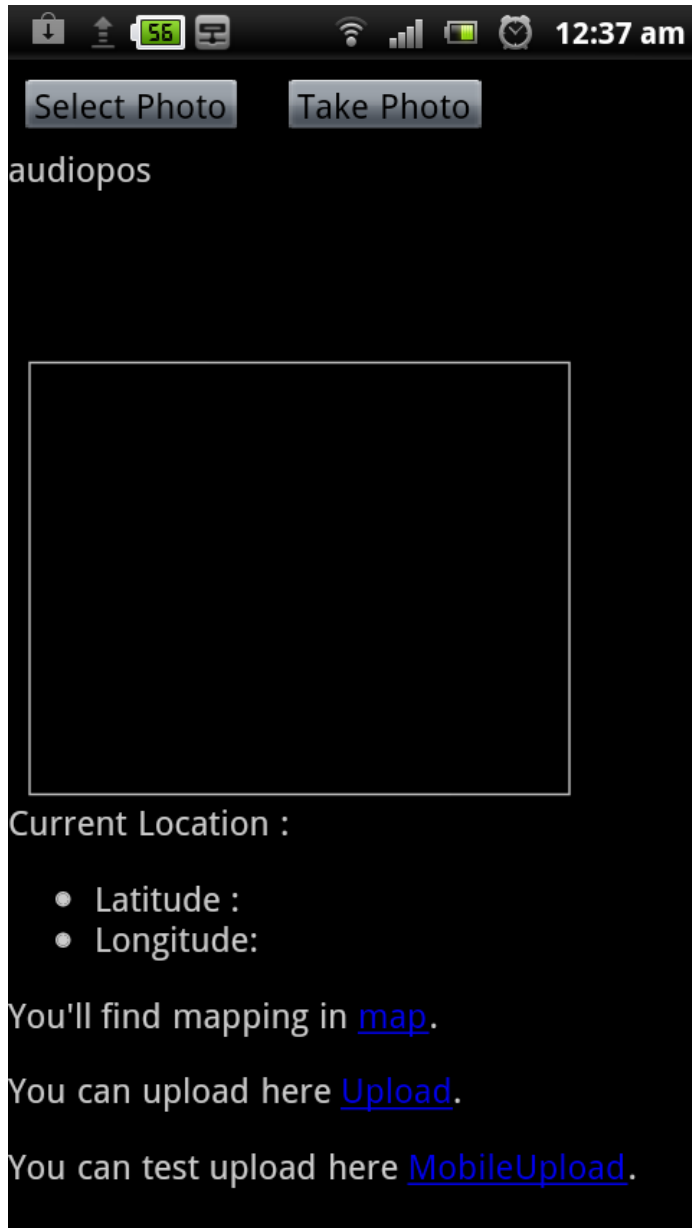 56 12:37 am
Select Photo Take Photo
audiopos
Current Location :
Latitude :
Longitude:
You'll find mapping in map.
You can upload here Upload.
You can test upload here MobileUpload.